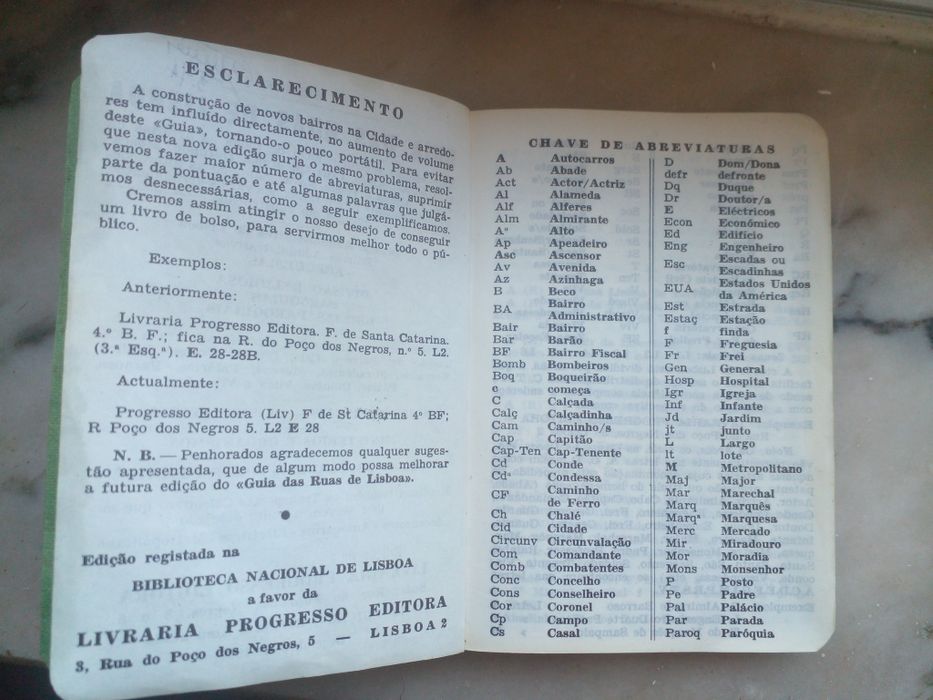 ESCLARECIMENTO
A construção de novos bairros na Cidade e arredo-
res tem influído directamente, no aumento de volume
deste «Guia», tornando-o pouco portátil. Para evitar
que nesta nova edição surja o mesmo problema, resol-
vemos fazer maior número de abreviaturas, suprimir
parte da pontuação e até algumas palavras que julgá-
mos desnecessárias, como a seguir exemplificamos.
Cremos assim atingir o nosso desejo de conseguir
um livro de bolso, para servirmos melhor todo o pú-
blico.
Exemplos:
Anteriormente:
Livraria Progresso Editora. F. de Santa Catarina.
4.º B. F.; fica na R. do Poço dos Negros, n.º 5. L2.
(3.ª Esq.ª). E. 28-28B.
Actualmente:
Progresso Editora (Liv) F de St Catarina 4º BF;
R Poço dos Negros 5. L2 E 28
N. B. — Penhorados agradecemos qualquer suges-
tão apresentada, que de algum modo possa melhorar
a futura edição do «Guia das Ruas de Lisboa».
Edição registada na
BIBLIOTECA NACIONAL DE LISBOA
a favor da
LIVRARIA PROGRESSO EDITORA
3, Rua do Poço dos Negros, 5 — LISBOA 2
CHAVE DE ABREVIATURAS
A Autocarros
Ab Abade
Act Actor/Actriz
Al Alameda
Alf Alferes
Alm Almirante
Aº Alto
Ap Apeadeiro
Asc Ascensor
Av Avenida
Az Azinhaga
B Beco
BA Bairro
Administrativo
Bair Bairro
Bar Barão
BF Bairro Fiscal
Bomb Bombeiros
Boq Boqueirão
c começa
C Calçada
Calç Calçadinha
Cam Caminho/s
Cap Capitão
Cap-Ten Cap-Tenente
Cd Conde
Cdª Condessa
CF Caminho
de Ferro
Ch Chalé
Cid Cidade
Circunv Circunvalação
Com Comandante
Comb Combatentes
Conc Concelho
Cons Conselheiro
Cor Coronel
Cp Campo
Cs Casal
D Dom/Dona
defr defronte
Dq Duque
Dr Doutor/a
E Eléctricos
Econ Económico
Ed Edifício
Eng Engenheiro
Esc Escadas ou
Escadinhas
EUA Estados Unidos
da América
Est Estrada
Estaç Estação
f finda
F Freguesia
Fr Frei
Gen General
Hosp Hospital
Igr Igreja
Inf Infante
Jd Jardim
jt junto
L Largo
lt lote
M Metropolitano
Maj Major
Mar Marechal
Marq Marquês
Marqª Marquesa
Merc Mercado
Mir Miradouro
Mor Moradia
Mons Monsenhor
P Posto
Pe Padre
Pal Palácio
Par Parada
Paroq Paróquia